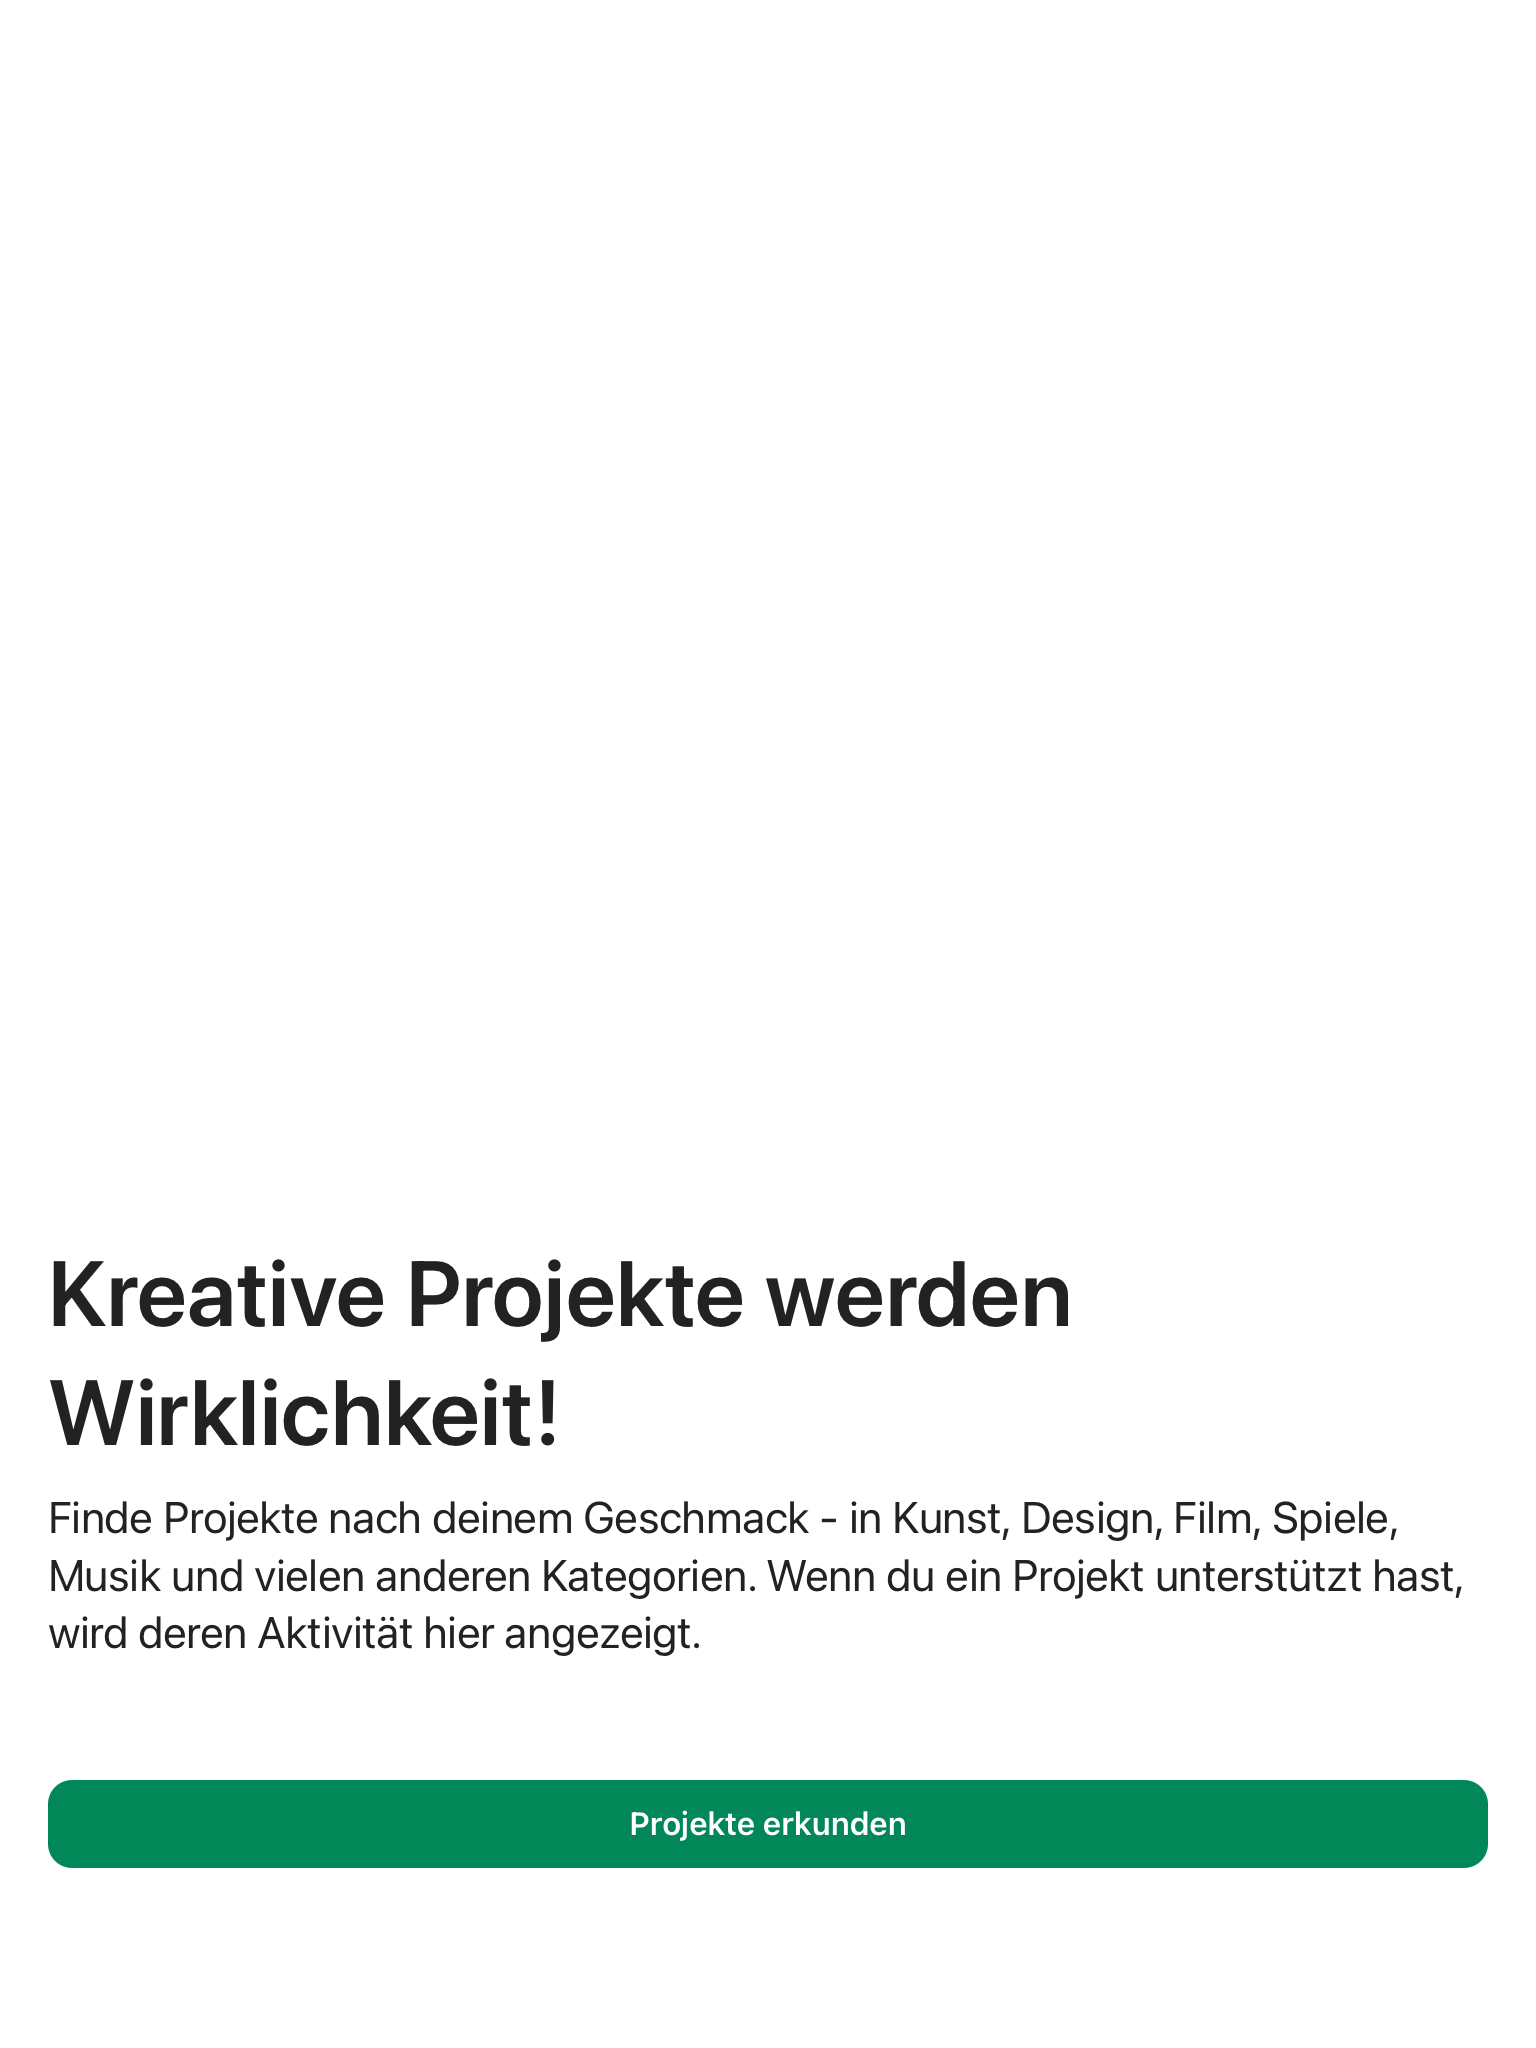 Kreative Projekte werden
Wirklichkeit!
Finde Projekte nach deinem Geschmack - in Kunst, Design, Film, Spiele,
Musik und vielen anderen Kategorien. Wenn du ein Projekt unterstützt hast,
wird deren Aktivität hier angezeigt.
Projekte erkunden